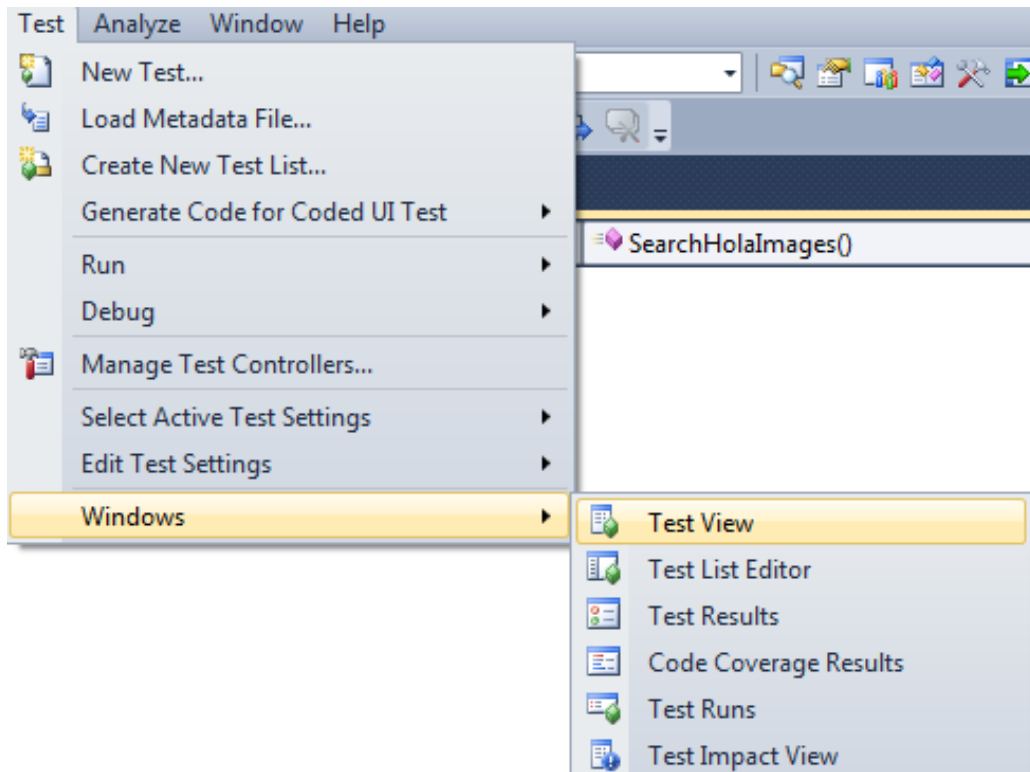 Test Analyze Window Help
New Test...
Load Metadata File...
Create New Test List...
Generate Code for Coded UI Test
SearchHolaImages()
Run
Debug
Manage Test Controllers...
Select Active Test Settings
Edit Test Settings
Windows
Test View
Test List Editor
Test Results
Code Coverage Results
Test Runs
Test Impact View